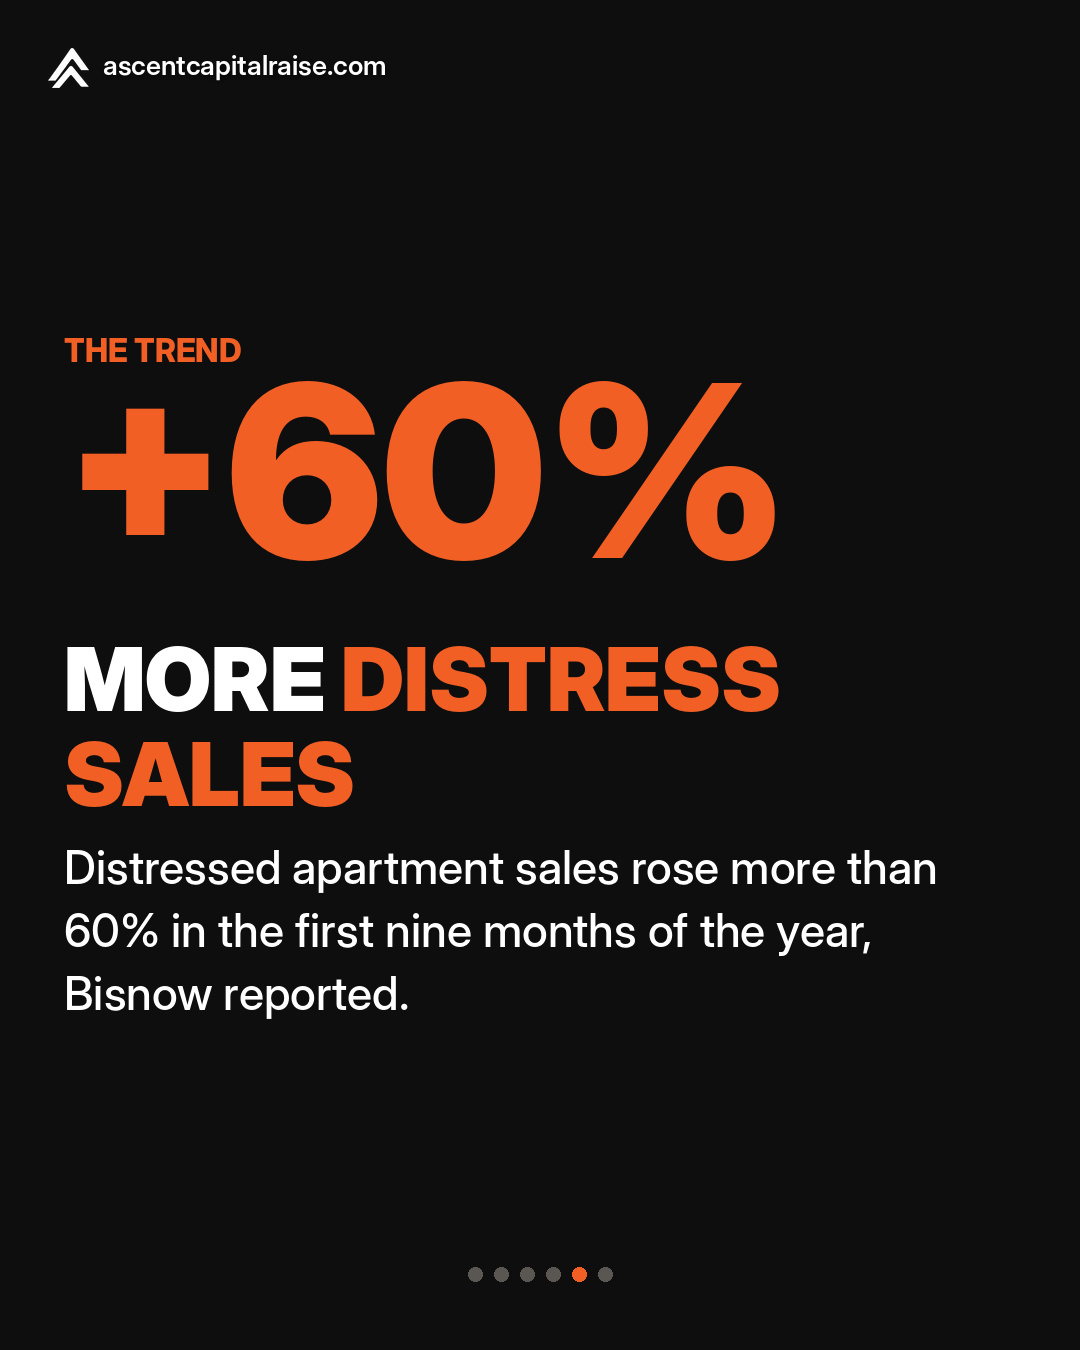 ascentcapitalraise.com
THE TREND
+60%
MORE DISTRESS
SALES
Distressed apartment sales rose more than
60% in the first nine months of the year,
Bisnow reported.